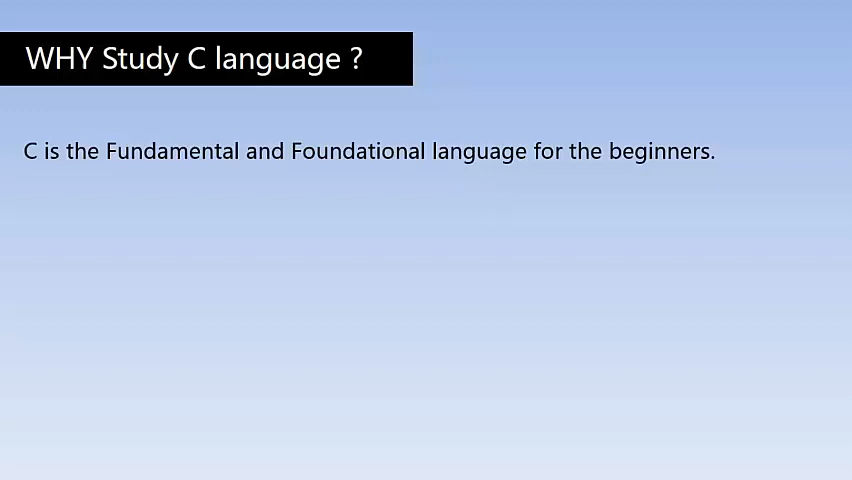 WHY Study C language ?
C is the Fundamental and Foundational language for the beginners.